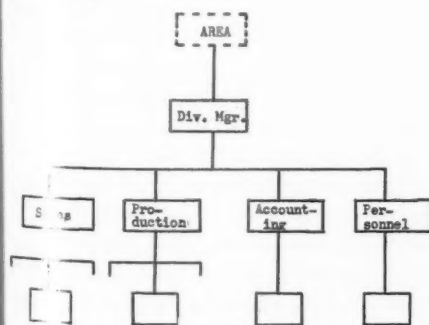 AREA
Div. Mgr.
Pro-
duction
Account-
ing
Per-
sonnel